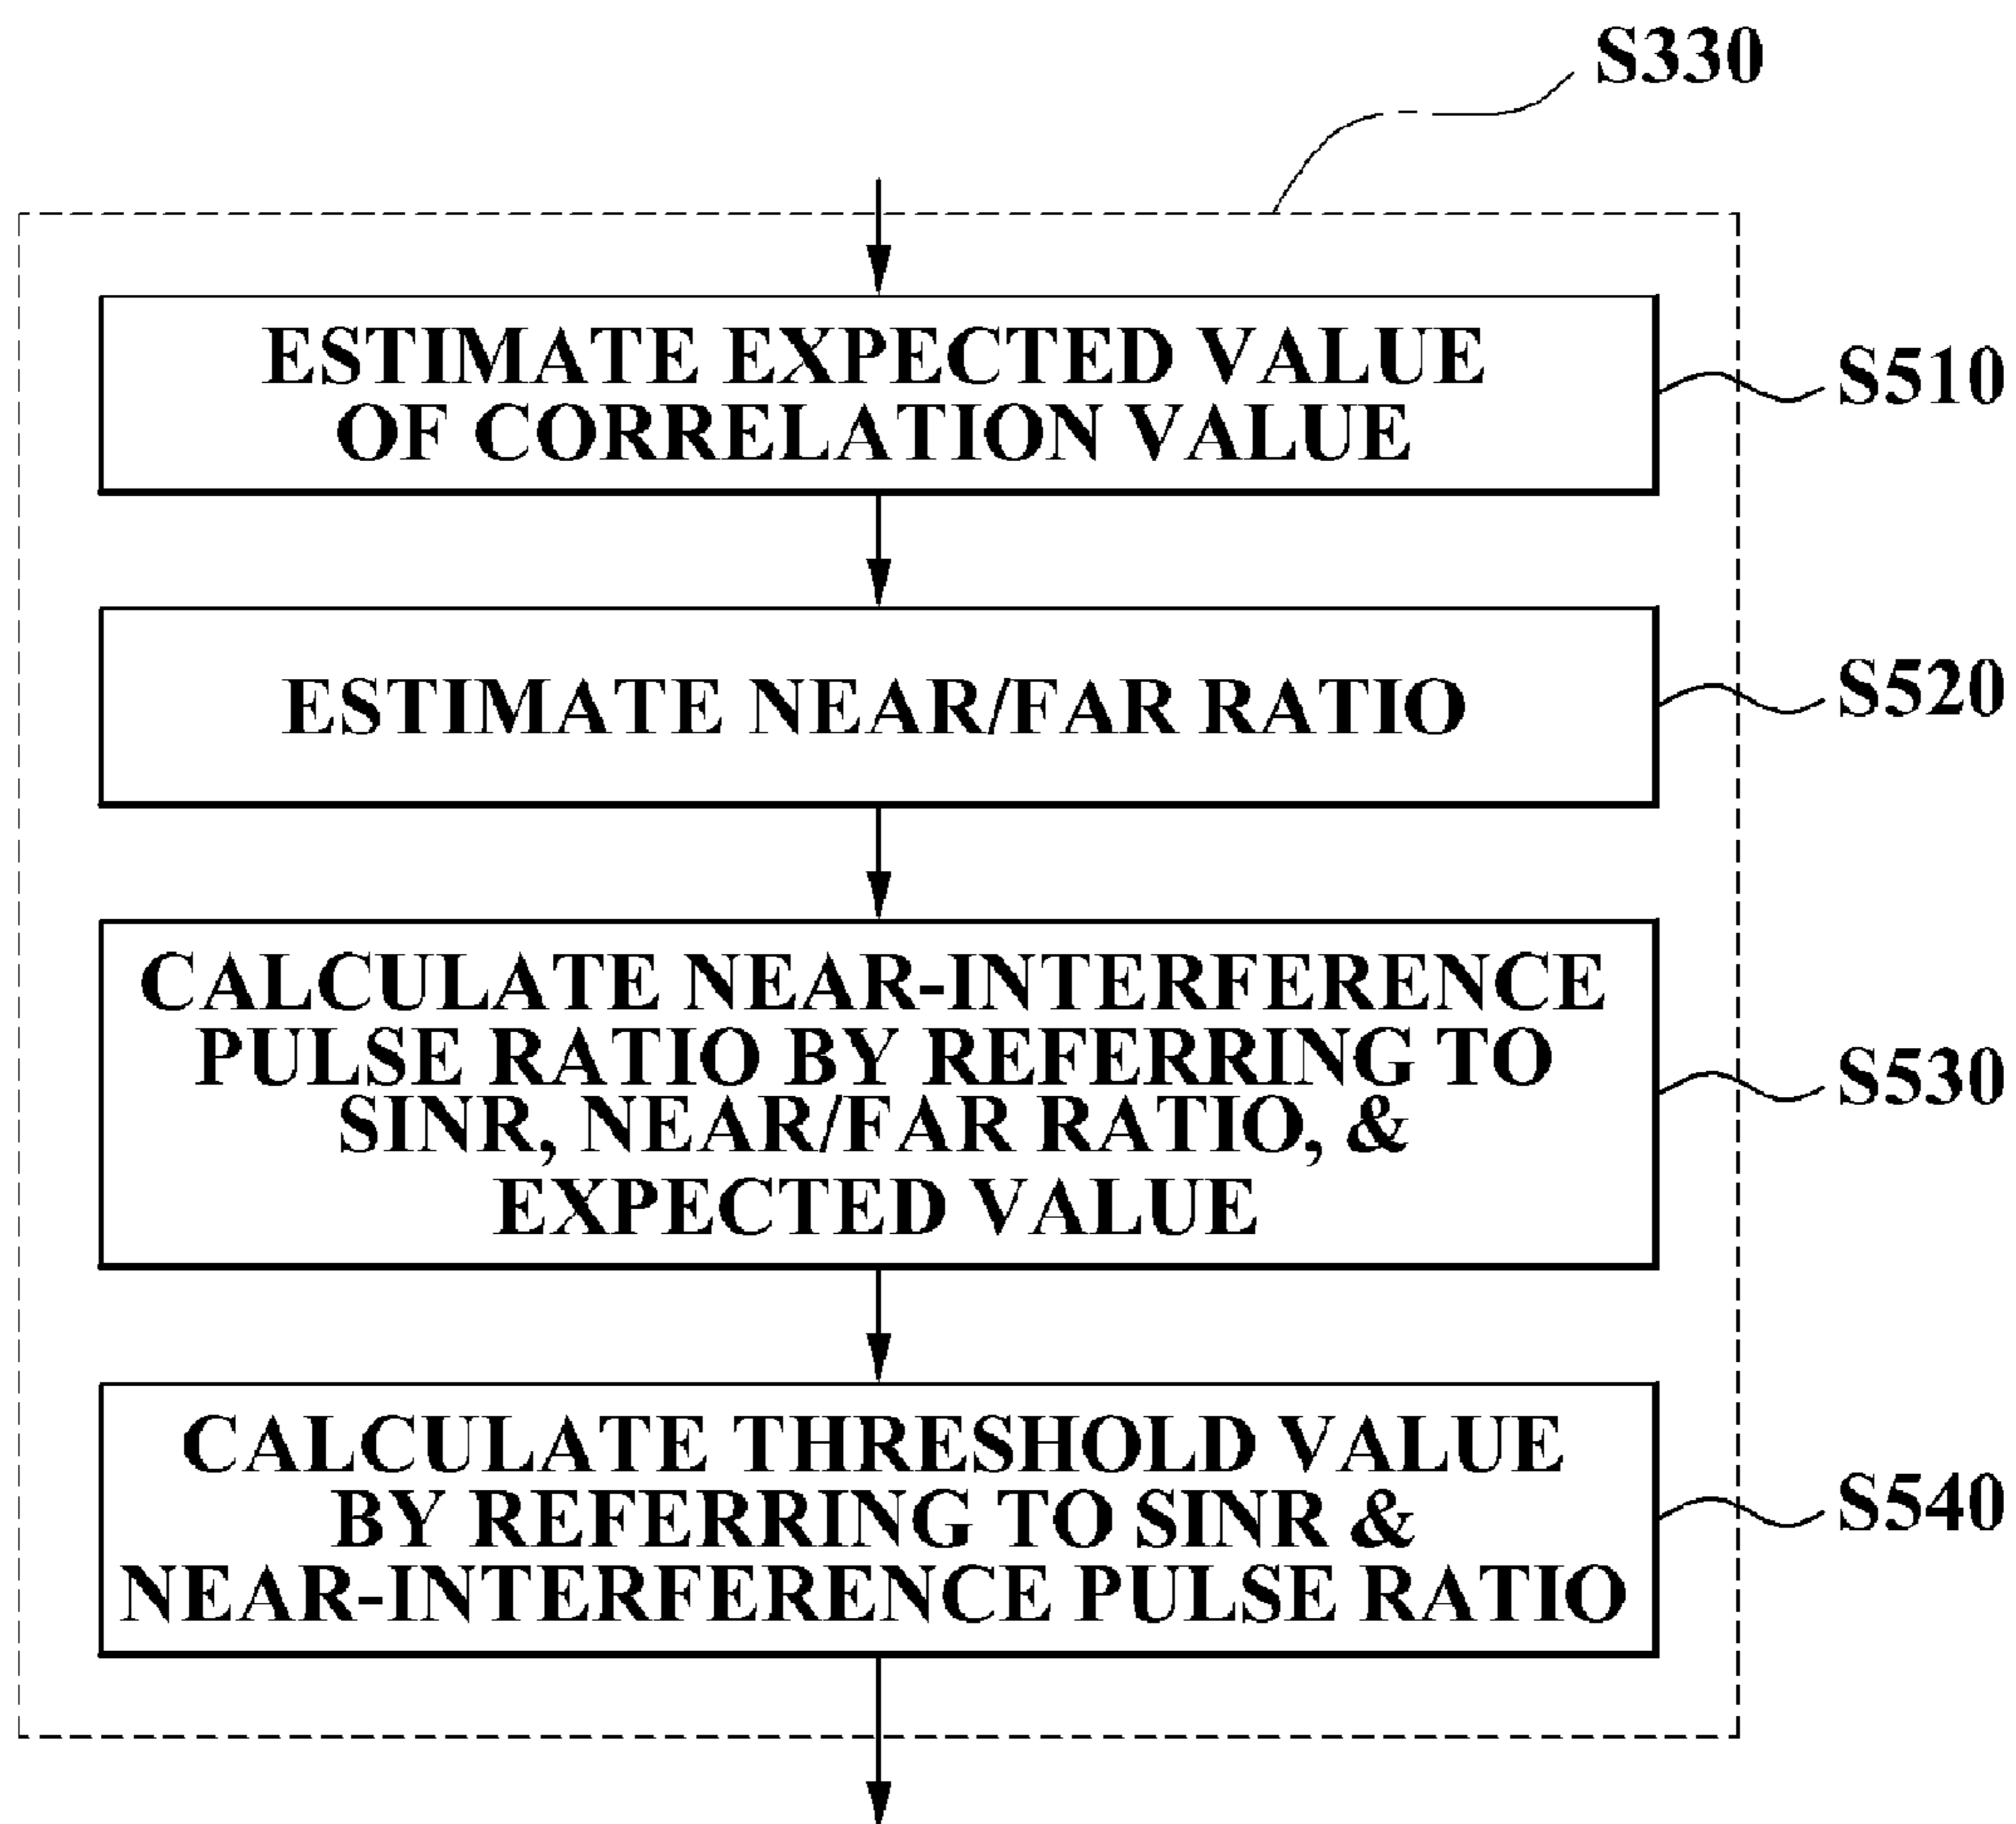 S330
ESTIMATE EXPECTED VALUE
OF CORRELATION VALUE
S510
ESTIMATE NEAR/FAR RATIO
S520
CALCULATE NEAR-INTERFERENCE
PULSE RATIO BY REFERRING TO
SINR, NEAR/FAR RATIO, &
EXPECTED VALUE
S530
CALCULATE THRESHOLD VALUE
BY REFERRING TO SINR &
NEAR-INTERFERENCE PULSE RATIO
S540